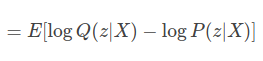 = E[log Q(z|X) − log P(z|X)]